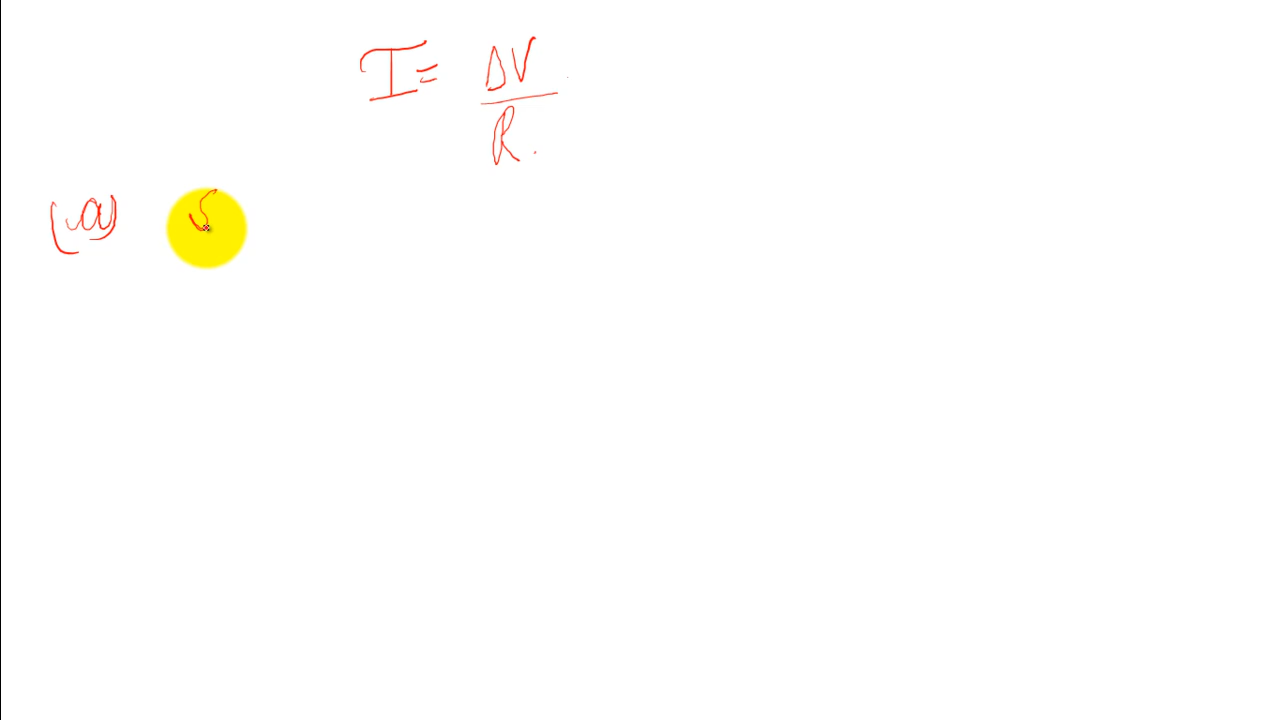 I = ΔV
R.
(a) S